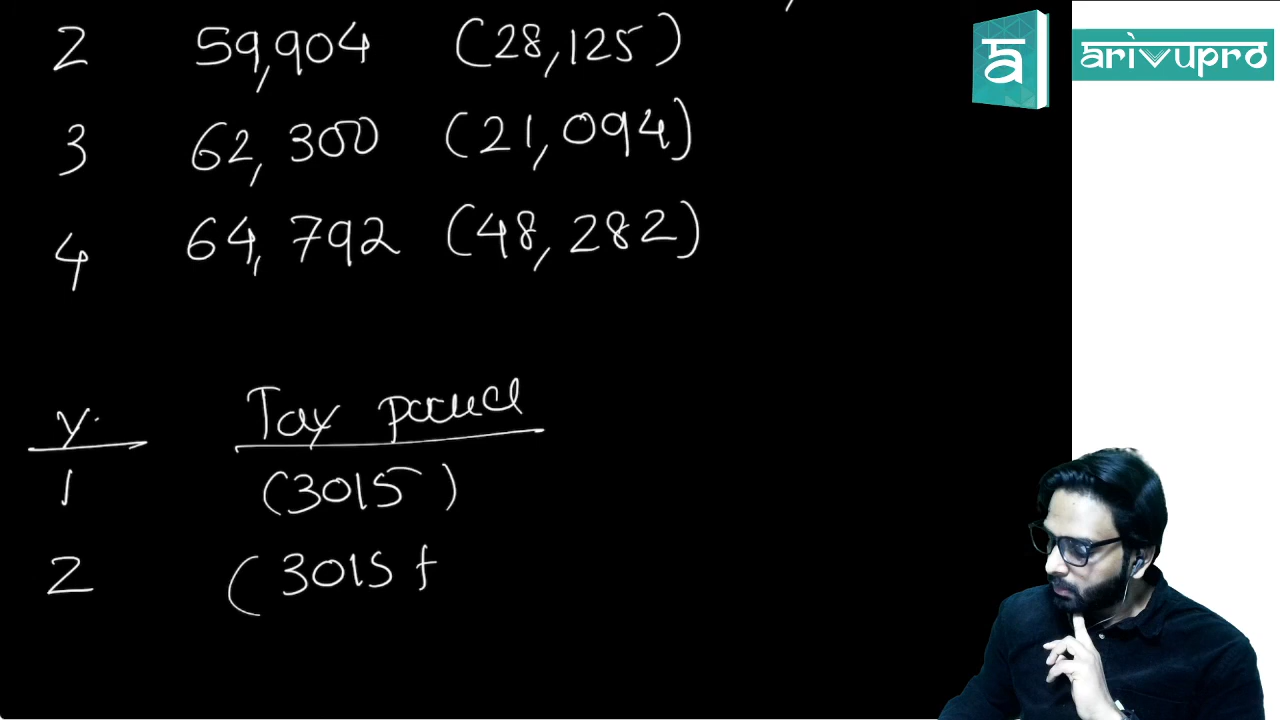 2 59,904 (28,125)
arivupro
3 62,300 (21,094)
4 64,792 (48,282)
Y. Tax
1 (3015)
2 (3015 +